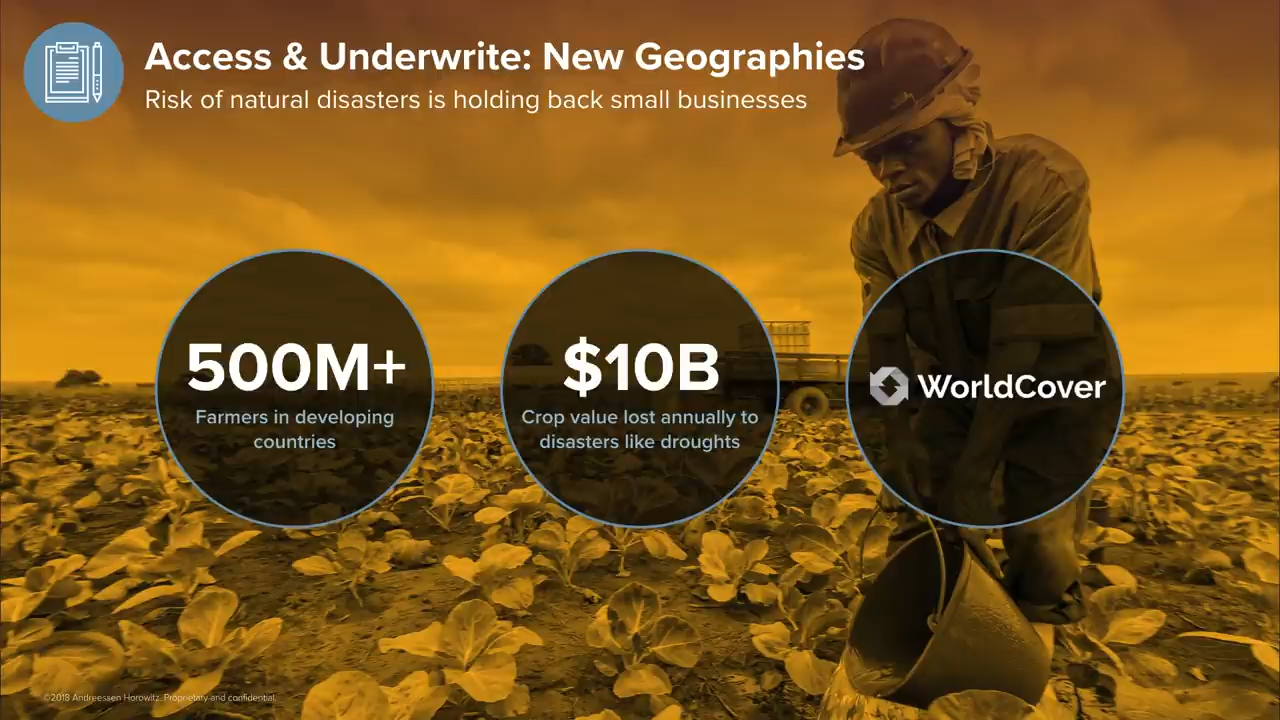 Access & Underwrite: New Geographies
Risk of natural disasters is holding back small businesses
500M+
Farmers in developing
countries
$10B
Crop value lost annually to
disasters like droughts
WorldCover
©2018 Andreessen Horowitz. Proprietary and confidential.